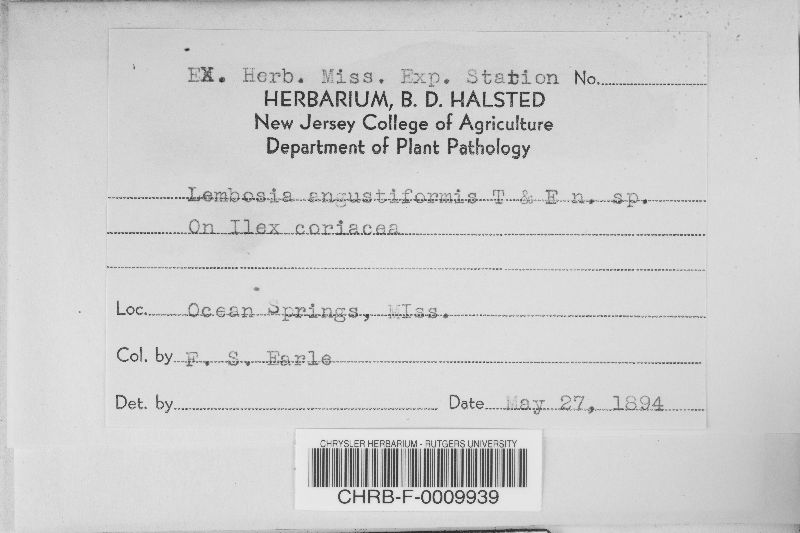 EX. Herb. Miss. Exp. Station No.
HERBARIUM, B. D. HALSTED
New Jersey College of Agriculture
Department of Plant Pathology
Lembosia angustiformis T & E n. sp.
On Ilex coriacea
Loc. Ocean Springs, MIss.
Col. by F. S. Earle
Det. by Date May 27, 1894
CHRYSLER HERBARIUM - RUTGERS UNIVERSITY
CHRB-F-0009939